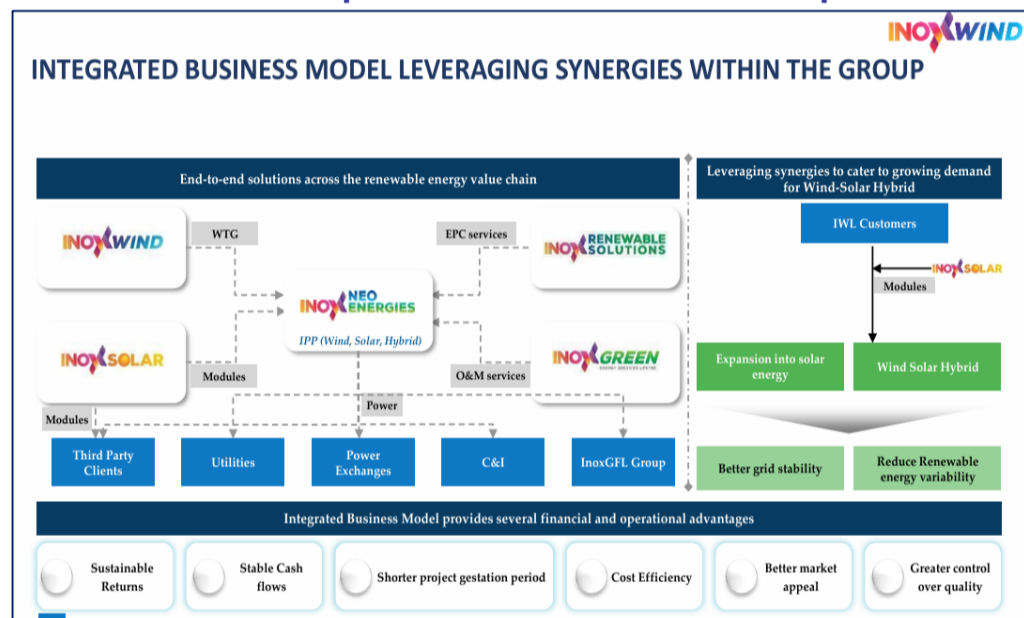 INOXWIND
INTEGRATED BUSINESS MODEL LEVERAGING SYNERGIES WITHIN THE GROUP
End-to-end solutions across the renewable energy value chain
INOXWIND
WTG
EPC services
INOX RENEWABLE
SOLUTIONS
INOX NEO
ENERGIES
IPP (Wind, Solar, Hybrid)
INOXSOLAR
Modules
O&M services
INOXGREEN
ENERGY SERVICES LIMITED
Modules
Power
Third Party
Clients
Utilities
Power
Exchanges
C&I
InoxGFL Group
Leveraging synergies to cater to growing demand
for Wind-Solar Hybrid
IWL Customers
INOXSOLAR
Modules
Expansion into solar
energy
Wind Solar Hybrid
Better grid stability
Reduce Renewable
energy variability
Integrated Business Model provides several financial and operational advantages
Sustainable
Returns
Stable Cash
flows
Shorter project gestation period
Cost Efficiency
Better market
appeal
Greater control
over quality